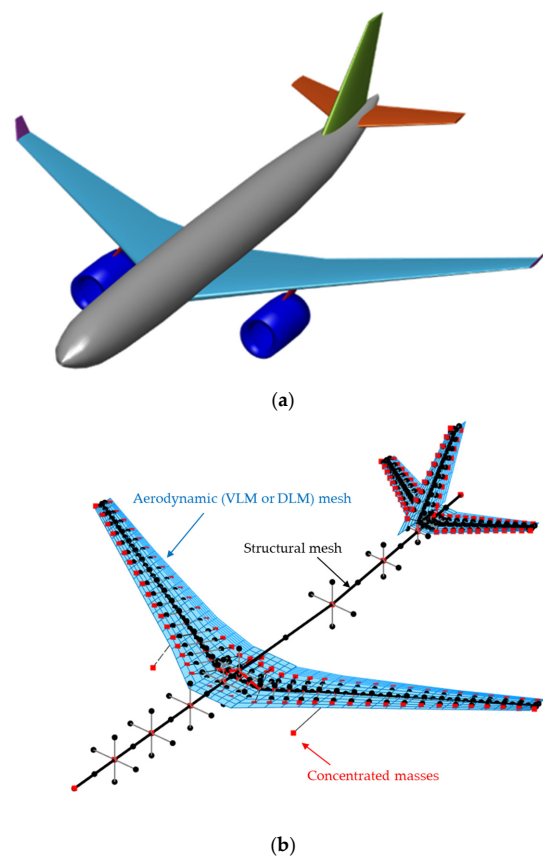 (a)
Aerodynamic (VLM or DLM) mesh
Structural mesh
Concentrated masses
(b)